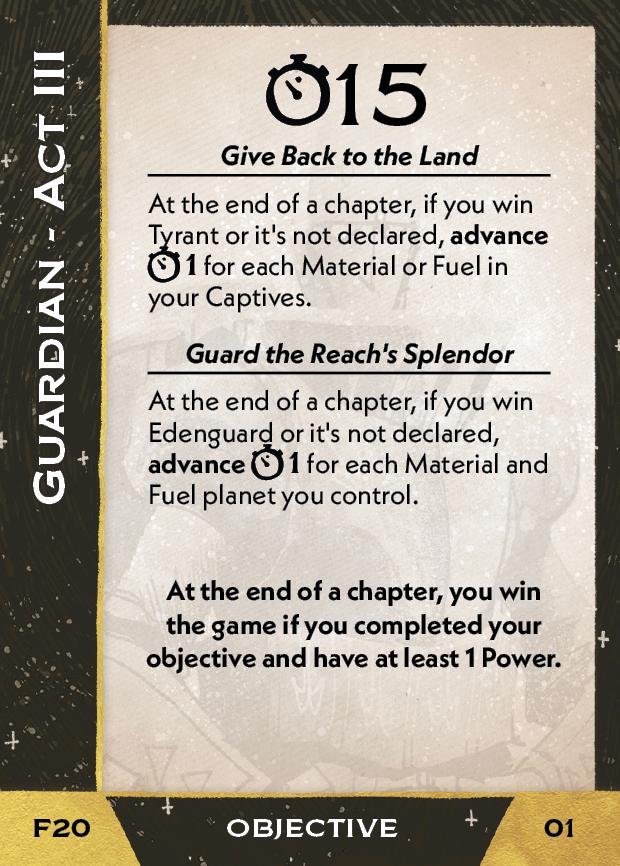 GUARDIAN - ACT III
15
Give Back to the Land
At the end of a chapter, if you win
Tyrant or it's not declared, advance
1 for each Material or Fuel in
your Captives.
Guard the Reach's Splendor
At the end of a chapter, if you win
Edenguard or it's not declared,
advance 1 for each Material and
Fuel planet you control.
At the end of a chapter, you win
the game if you completed your
objective and have at least 1 Power.
F20
OBJECTIVE
01